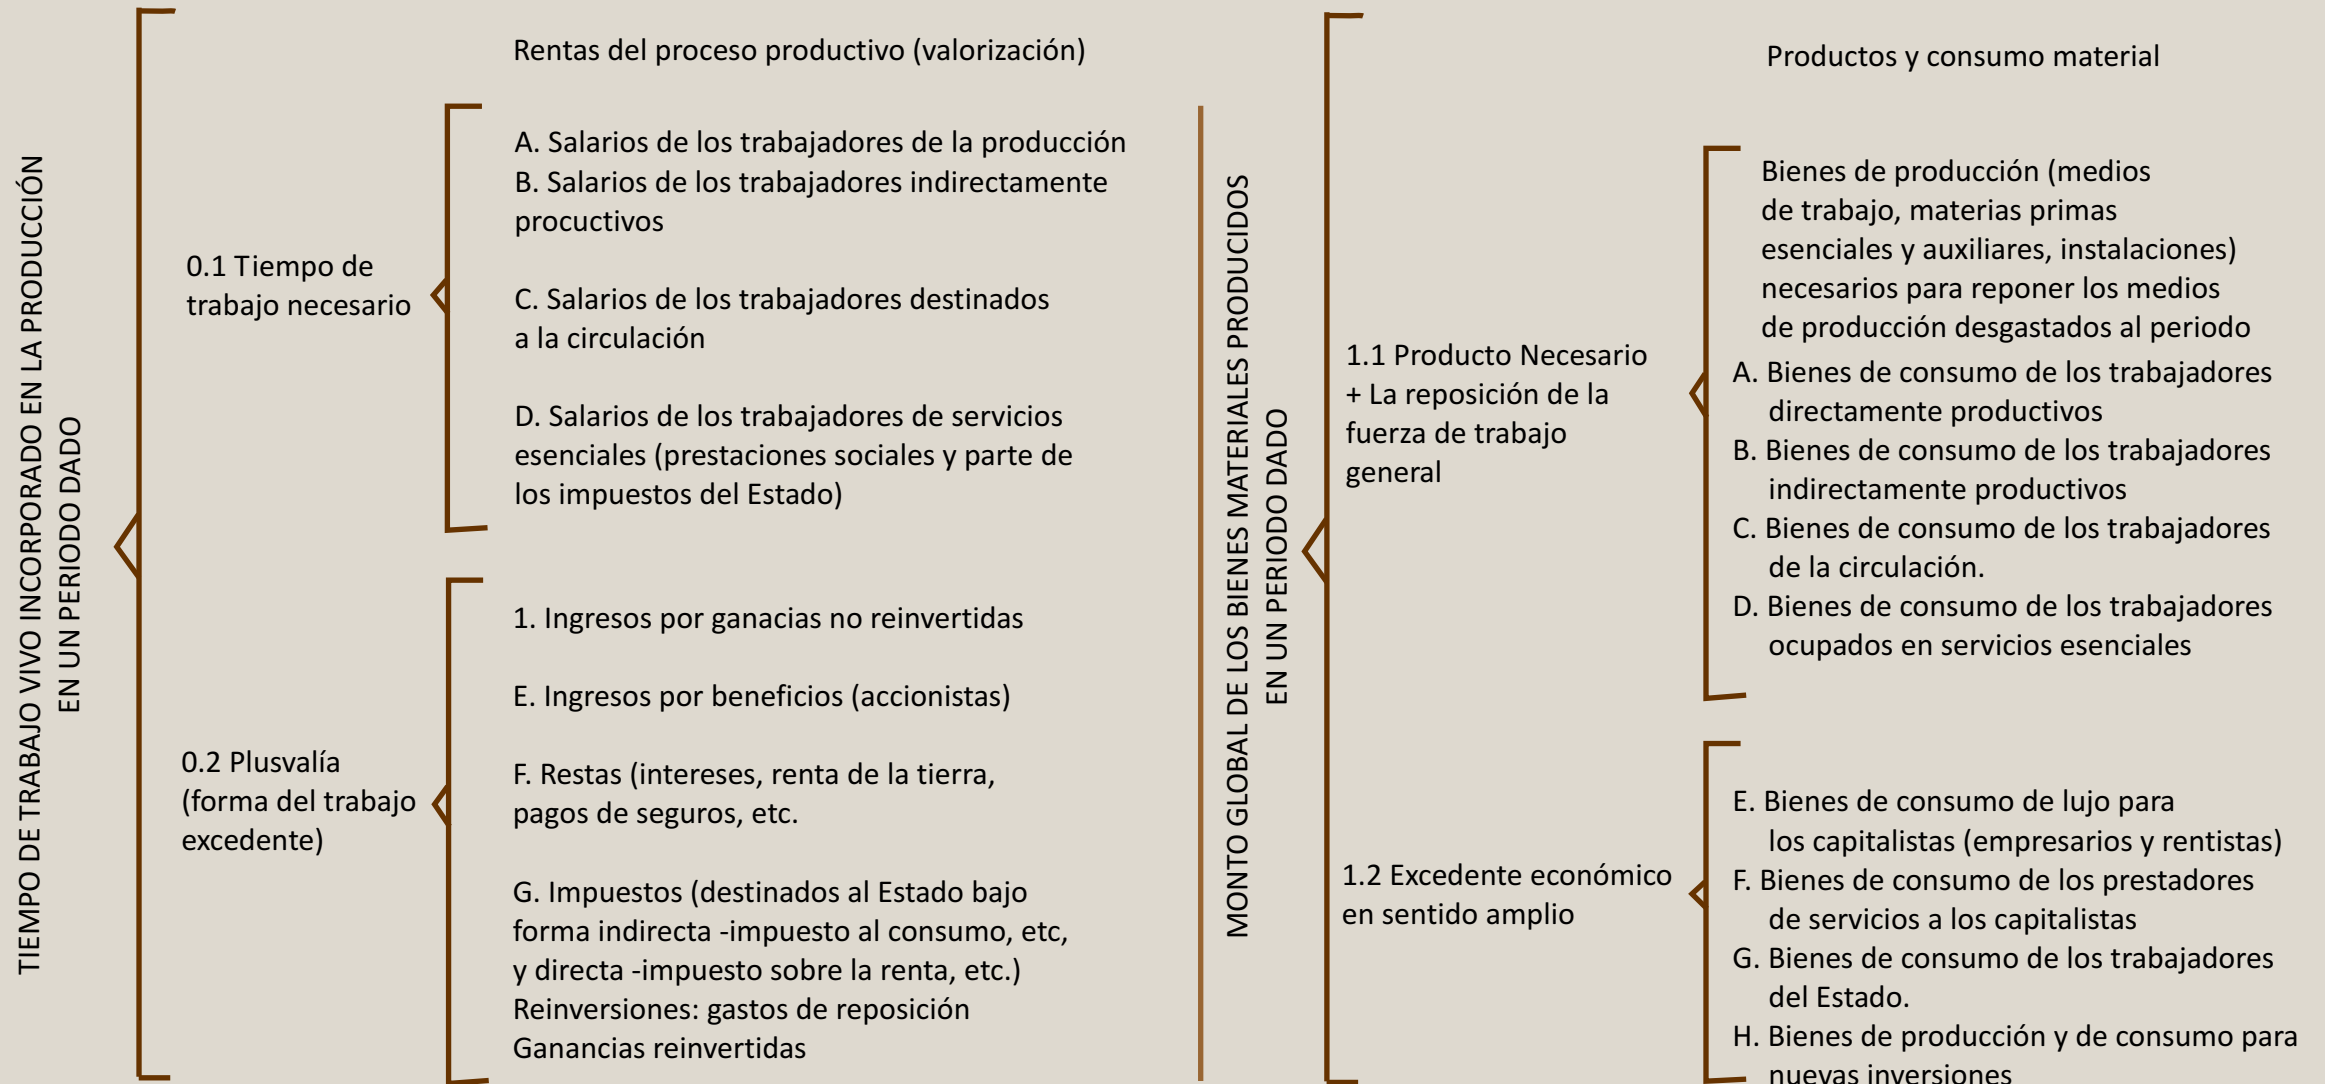 TIEMPO DE TRABAJO VIVO INCORPORADO EN LA PRODUCCIÓN
EN UN PERIODO DADO
Rentas del proceso productivo (valorización)
0.1 Tiempo de
trabajo necesario
A. Salarios de los trabajadores de la producción
B. Salarios de los trabajadores indirectamente
procuctivos
C. Salarios de los trabajadores destinados
a la circulación
D. Salarios de los trabajadores de servicios
esenciales (prestaciones sociales y parte de
los impuestos del Estado)
0.2 Plusvalía
(forma del trabajo
excedente)
1. Ingresos por ganacias no reinvertidas
E. Ingresos por beneficios (accionistas)
F. Restas (intereses, renta de la tierra,
pagos de seguros, etc.
G. Impuestos (destinados al Estado bajo
forma indirecta -impuesto al consumo, etc,
y directa -impuesto sobre la renta, etc.)
Reinversiones: gastos de reposición
Ganancias reinvertidas
MONTO GLOBAL DE LOS BIENES MATERIALES PRODUCIDOS
EN UN PERIODO DADO
Productos y consumo material
1.1 Producto Necesario
+ La reposición de la
fuerza de trabajo
general
Bienes de producción (medios
de trabajo, materias primas
esenciales y auxiliares, instalaciones)
necesarios para reponer los medios
de producción desgastados al periodo
A. Bienes de consumo de los trabajadores
directamente productivos
B. Bienes de consumo de los trabajadores
indirectamente productivos
C. Bienes de consumo de los trabajadores
de la circulación.
D. Bienes de consumo de los trabajadores
ocupados en servicios esenciales
1.2 Excedente económico
en sentido amplio
E. Bienes de consumo de lujo para
los capitalistas (empresarios y rentistas)
F. Bienes de consumo de los prestadores
de servicios a los capitalistas
G. Bienes de consumo de los trabajadores
del Estado.
H. Bienes de producción y de consumo para
nuevas inversiones